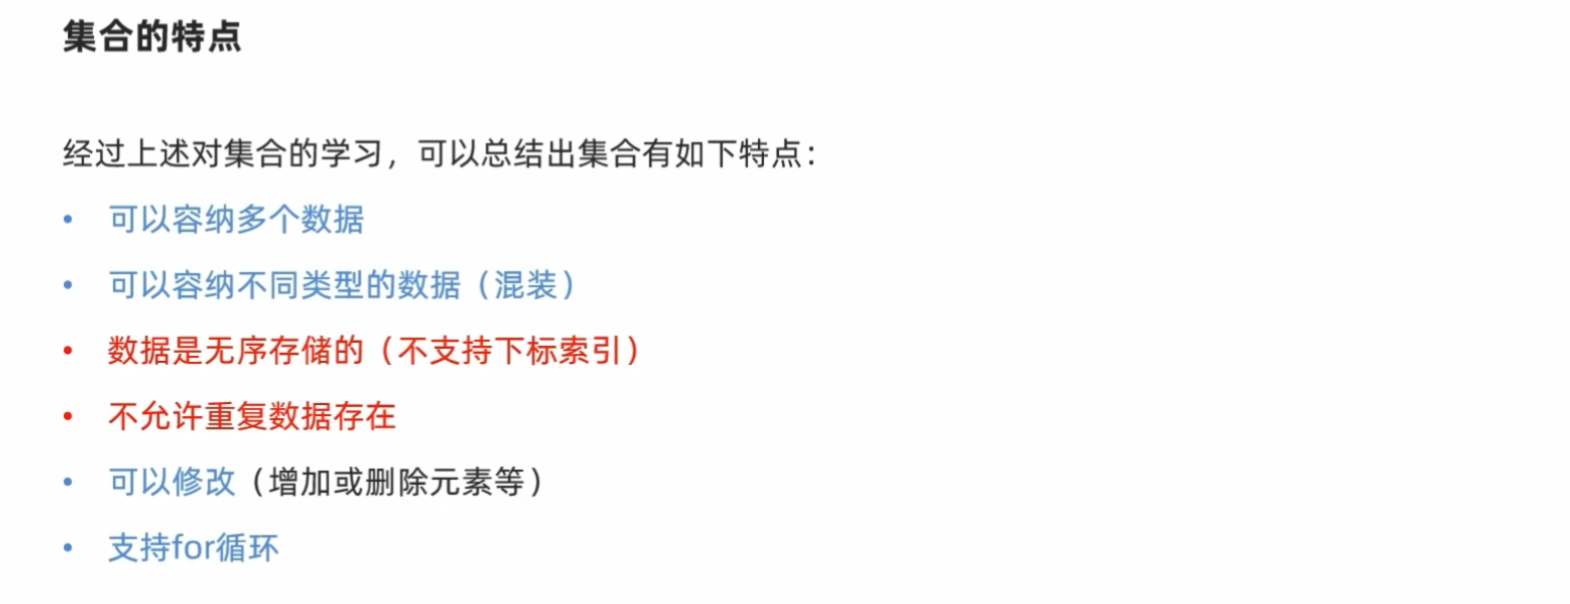 集合的特点
经过上述对集合的学习，可以总结出集合有如下特点：
• 可以容纳多个数据
• 可以容纳不同类型的数据（混装）
• 数据是无序存储的（不支持下标索引）
• 不允许重复数据存在
• 可以修改（增加或删除元素等）
• 支持for循环